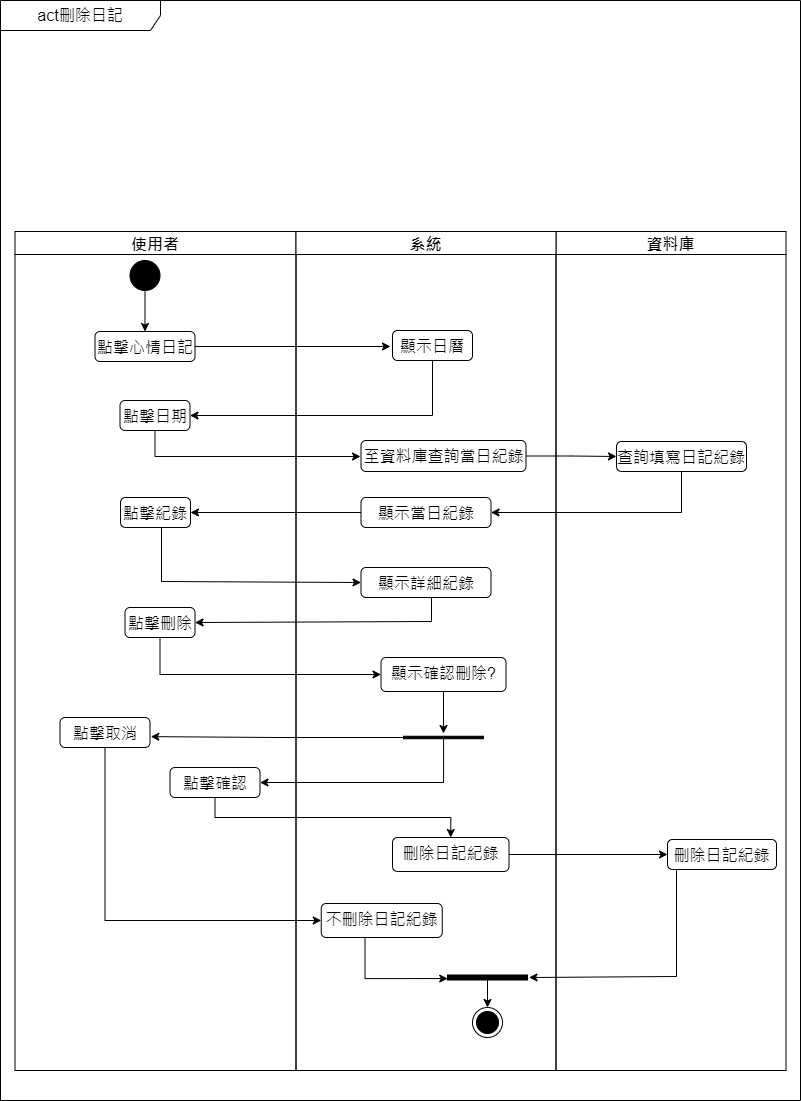 act刪除日記
使用者
系統
資料庫
點擊心情日記
顯示日曆
點擊日期
至資料庫查詢當日紀錄
查詢填寫日記紀錄
點擊紀錄
顯示當日紀錄
顯示詳細紀錄
點擊刪除
顯示確認刪除?
點擊取消
點擊確認
刪除日記紀錄
刪除日記紀錄
不刪除日記紀錄